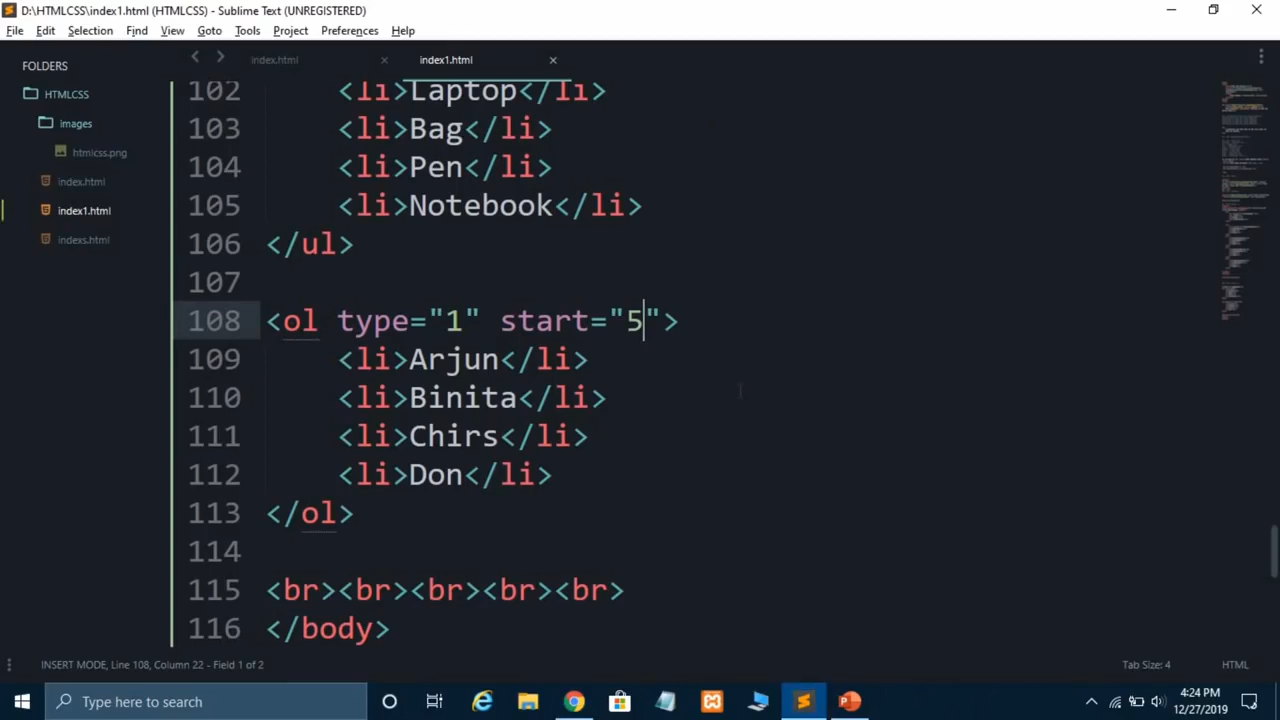 D:\HTMLCSS\index1.html (HTMLCSS) - Sublime Text (UNREGISTERED)
File Edit Selection Find View Goto Tools Project Preferences Help
FOLDERS
HTMLCSS
images
htmlcss.png
index.html
index1.html
indexs.html
index.html
index1.html
102 <li>Laptop</li>
103 <li>Bag</li>
104 <li>Pen</li>
105 <li>Notebook</li>
106 </ul>
107
108 <ol type="1" start="5">
109 <li>Arjun</li>
110 <li>Binita</li>
111 <li>Chirs</li>
112 <li>Don</li>
113 </ol>
114
115 <br><br><br><br><br>
116 </body>
INSERT MODE, Line 108, Column 22 - Field 1 of 2
Tab Size: 4
HTML
Type here to search
4:24 PM
12/27/2019